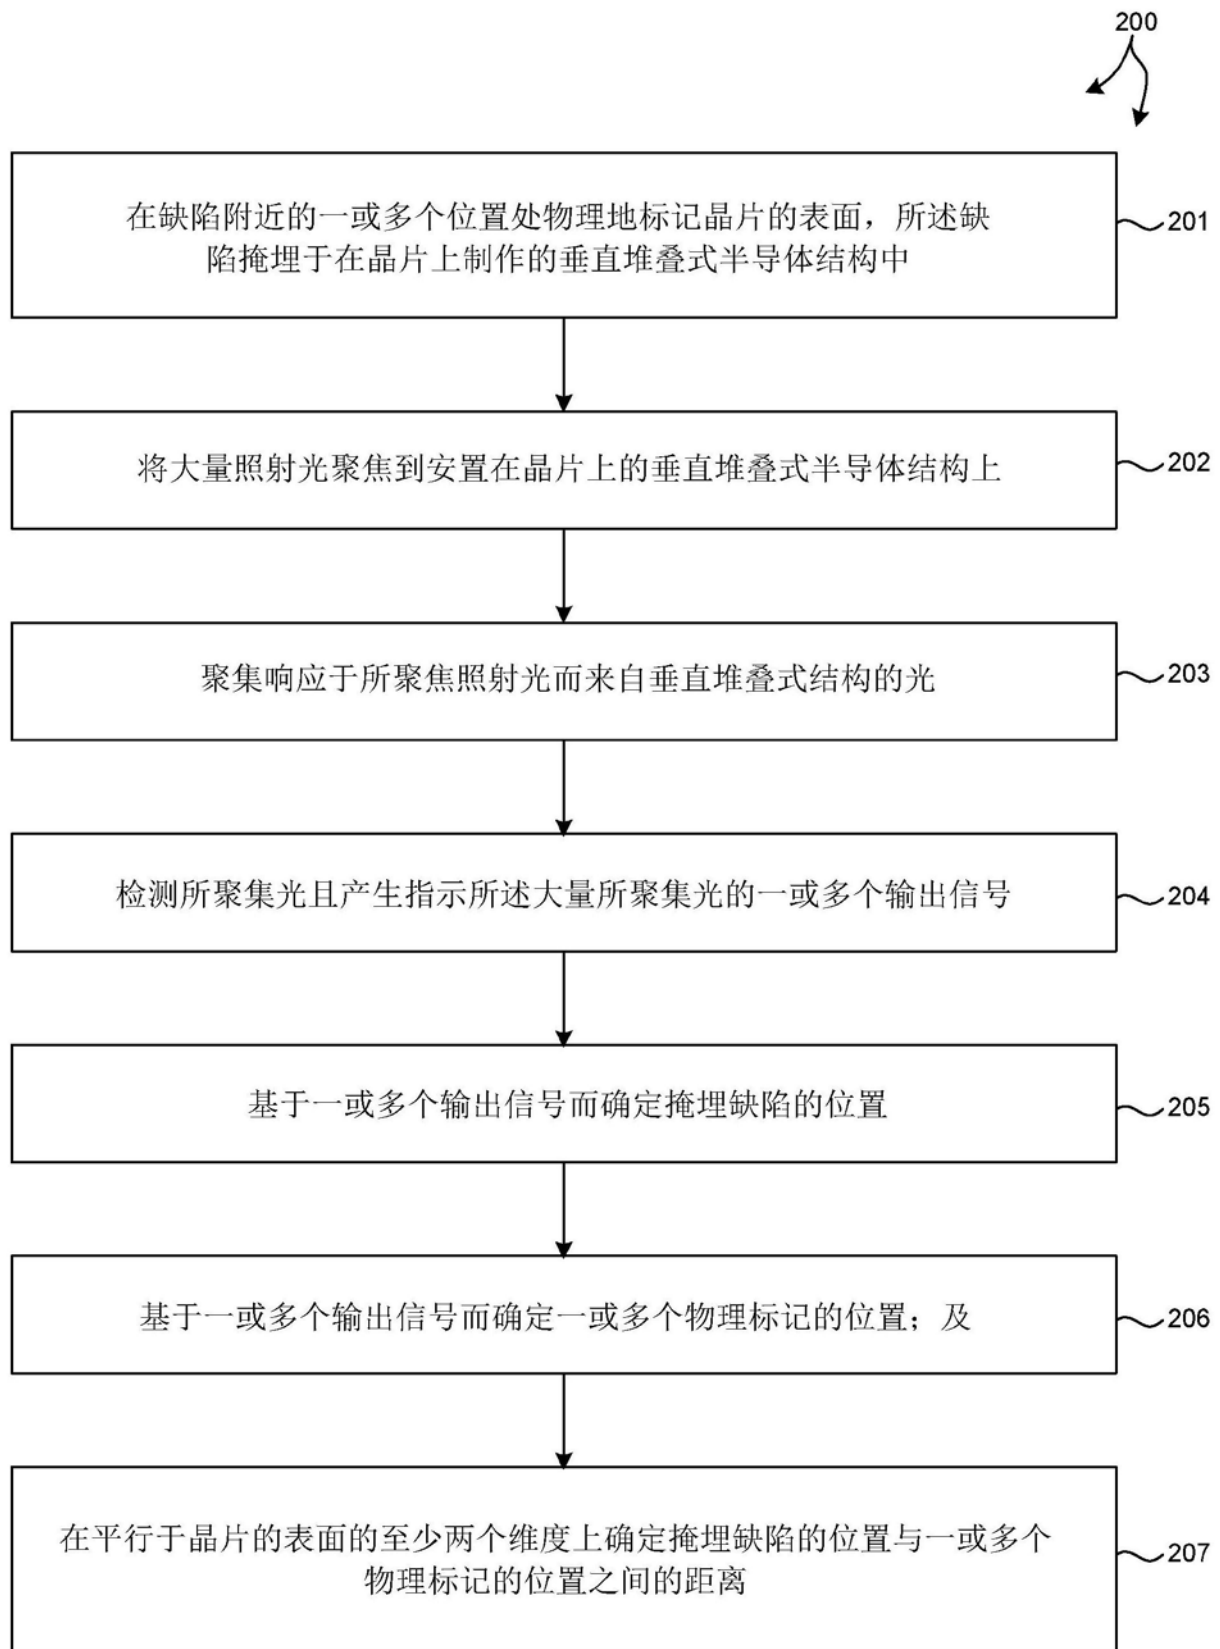 200
在缺陷附近的一或多个位置处物理地标记晶片的表面，所述缺
陷掩埋于在晶片上制作的垂直堆叠式半导体结构中
201
将大量照射光聚焦到安置在晶片上的垂直堆叠式半导体结构上
202
聚集响应于所聚焦照射光而来自垂直堆叠式结构的光
203
检测所聚集光且产生指示所述大量所聚集光的一或多个输出信号
204
基于一或多个输出信号而确定掩埋缺陷的位置
205
基于一或多个输出信号而确定一或多个物理标记的位置；及
206
在平行于晶片的表面的至少两个维度上确定掩埋缺陷的位置与一或多个
物理标记的位置之间的距离
207